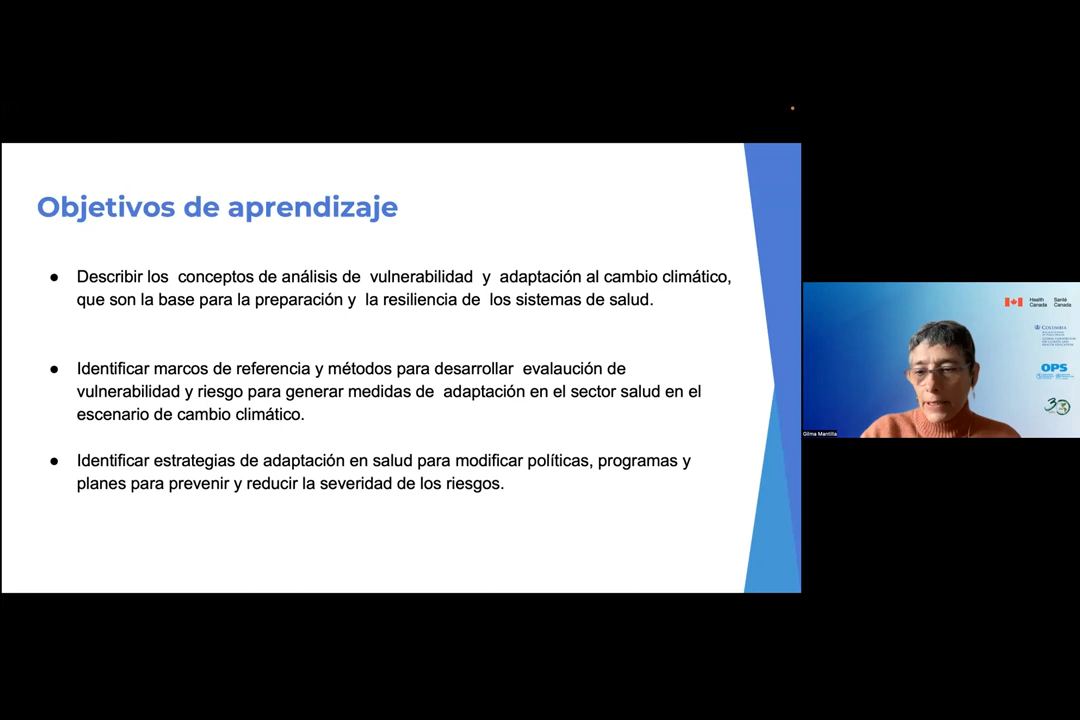 Objetivos de aprendizaje
● Describir los conceptos de análisis de vulnerabilidad y adaptación al cambio climático,
que son la base para la preparación y la resiliencia de los sistemas de salud.
● Identificar marcos de referencia y métodos para desarrollar evalaución de
vulnerabilidad y riesgo para generar medidas de adaptación en el sector salud en el
escenario de cambio climático.
● Identificar estrategias de adaptación en salud para modificar políticas, programas y
planes para prevenir y reducir la severidad de los riesgos.
Health Santé
Canada Canada
COLUMBIA
OPS
30
Gilma Mantilla